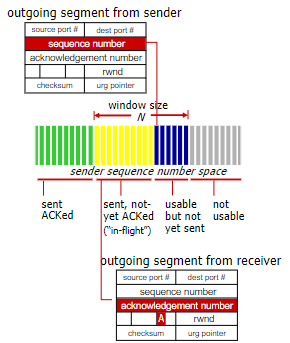 outgoing segment from sender
source port # dest port #
sequence number
acknowledgement number
rwnd
checksum urg pointer
window size
N
sender sequence number space
sent
ACKed
sent, not-
yet ACKed
("in-flight")
usable
but not
yet sent
not
usable
outgoing segment from receiver
source port # dest port #
sequence number
acknowledgement number
A rwnd
checksum urg pointer